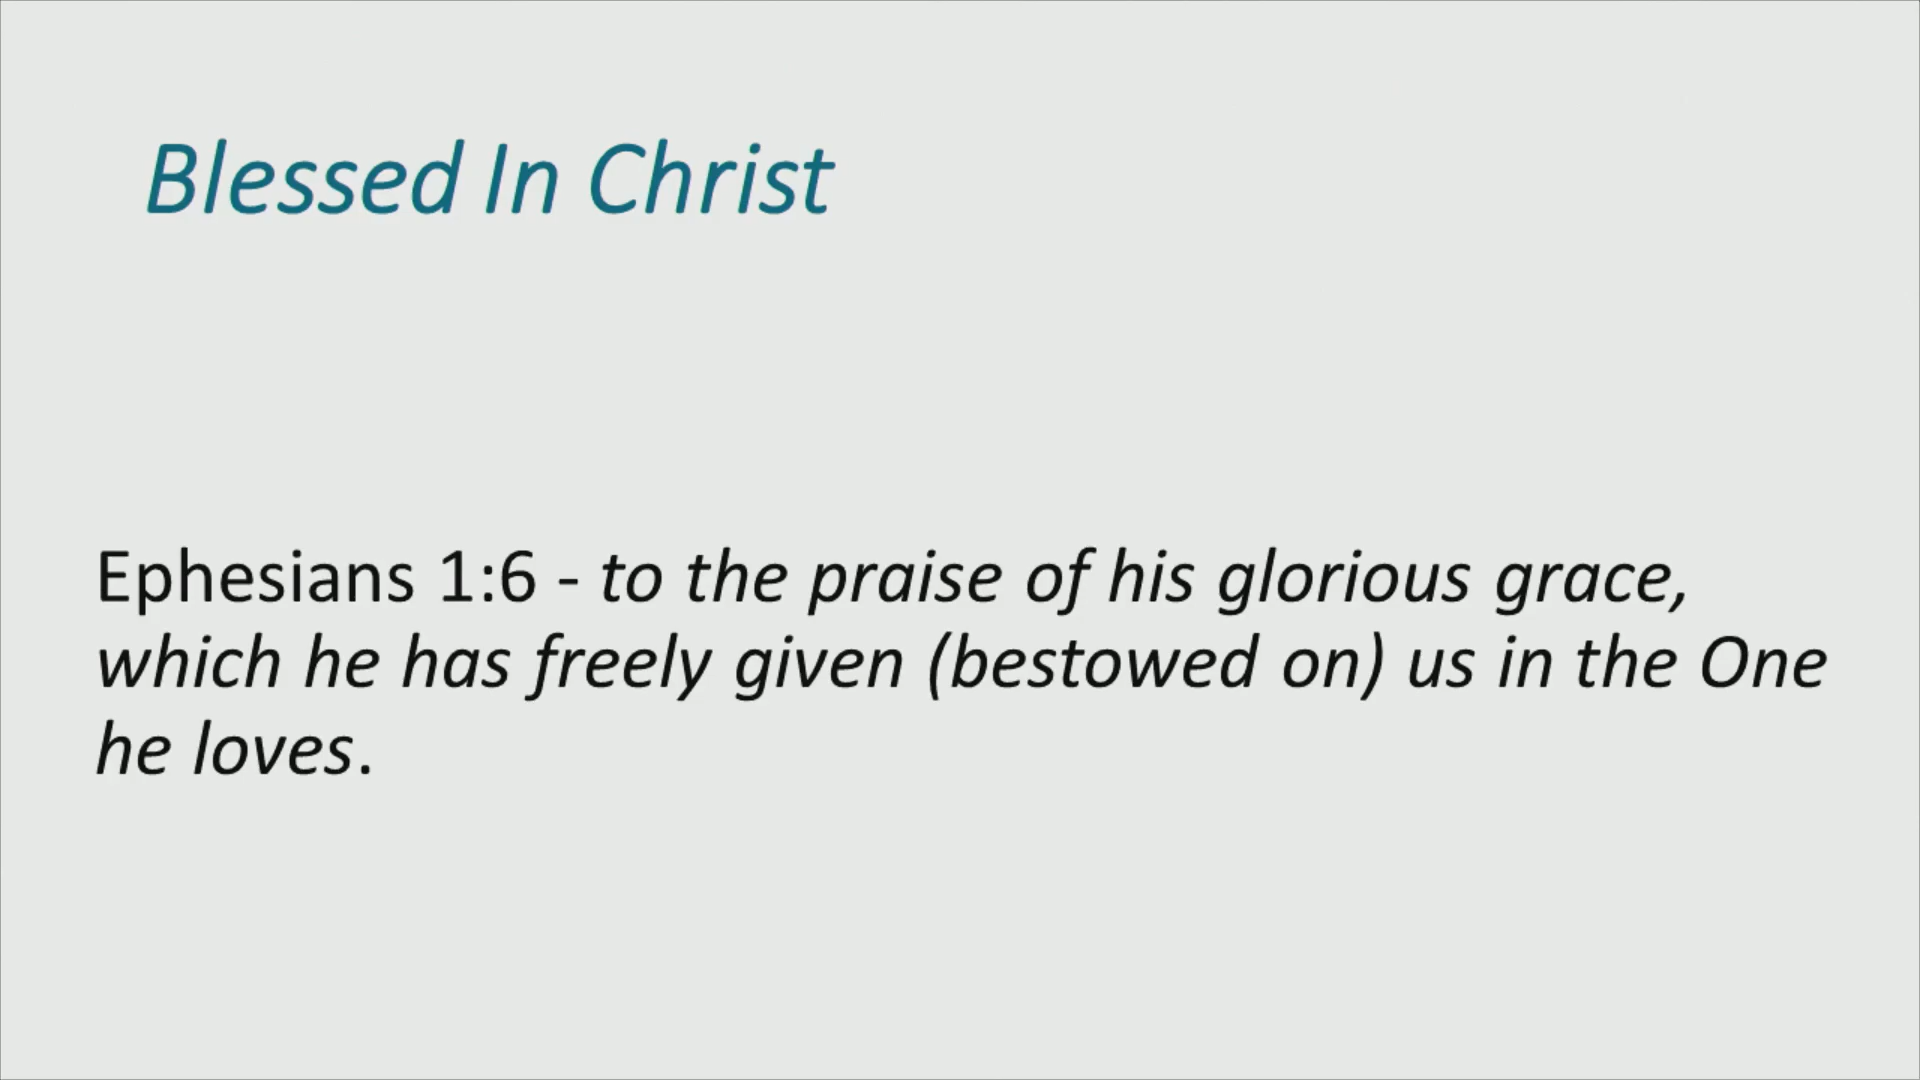 Blessed In Christ
Ephesians 1:6 - to the praise of his glorious grace,
which he has freely given (bestowed on) us in the One
he loves.